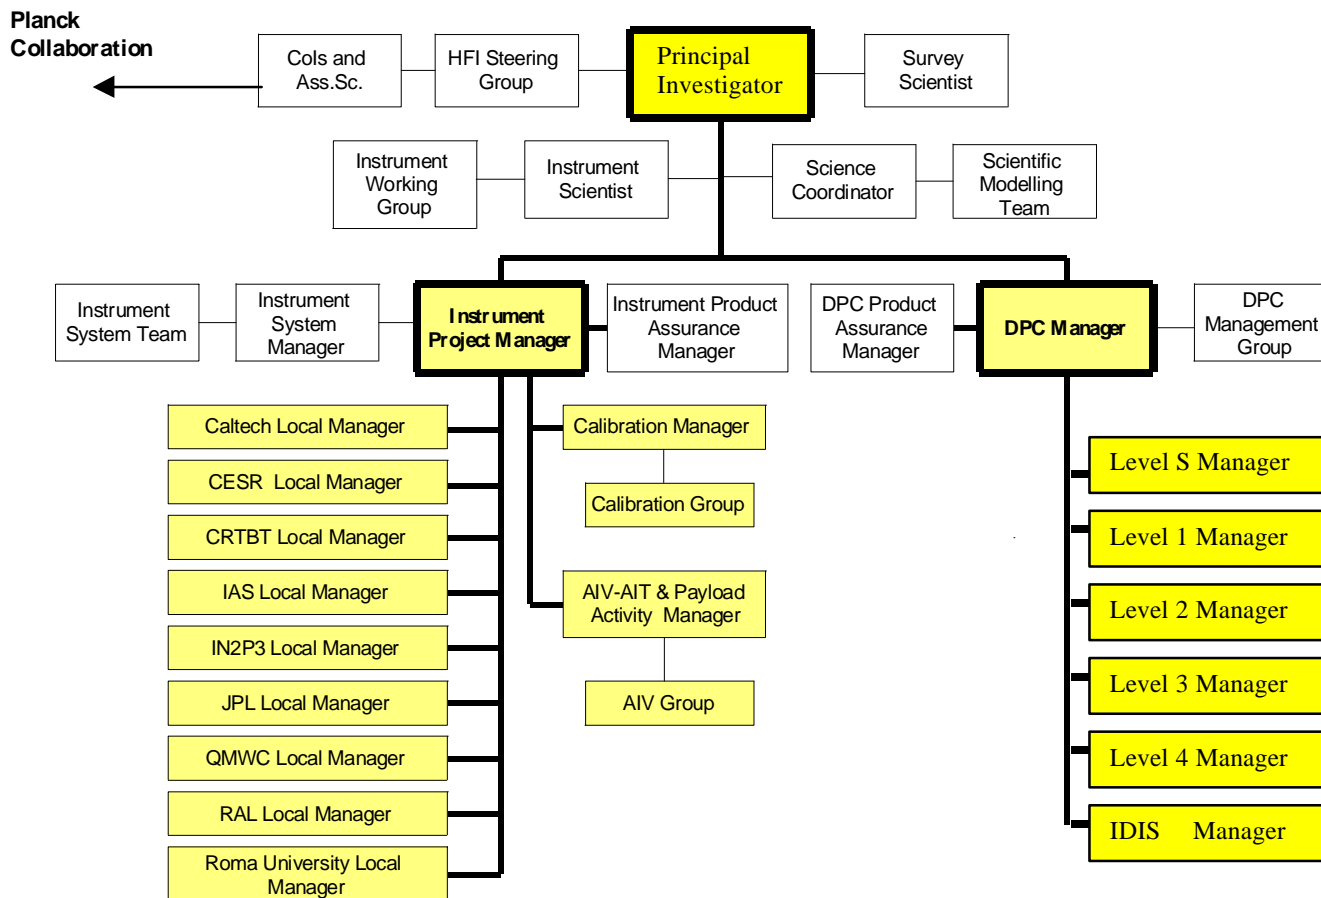 Planck
Collaboration
CoIs and
Ass.Sc.
HFI Steering
Group
Principal
Investigator
Survey
Scientist
Instrument
Working
Group
Instrument
Scientist
Science
Coordinator
Scientific
Modelling
Team
Instrument
System Team
Instrument
System
Manager
Instrument
Project Manager
Instrument Product
Assurance
Manager
DPC Product
Assurance
Manager
DPC Manager
DPC
Management
Group
Caltech Local Manager
CESR Local Manager
CRTBT Local Manager
IAS Local Manager
IN2P3 Local Manager
JPL Local Manager
QMWC Local Manager
RAL Local Manager
Roma University Local
Manager
Calibration Manager
Calibration Group
AIV-AIT & Payload
Activity Manager
AIV Group
Level S Manager
Level 1 Manager
Level 2 Manager
Level 3 Manager
Level 4 Manager
IDIS Manager